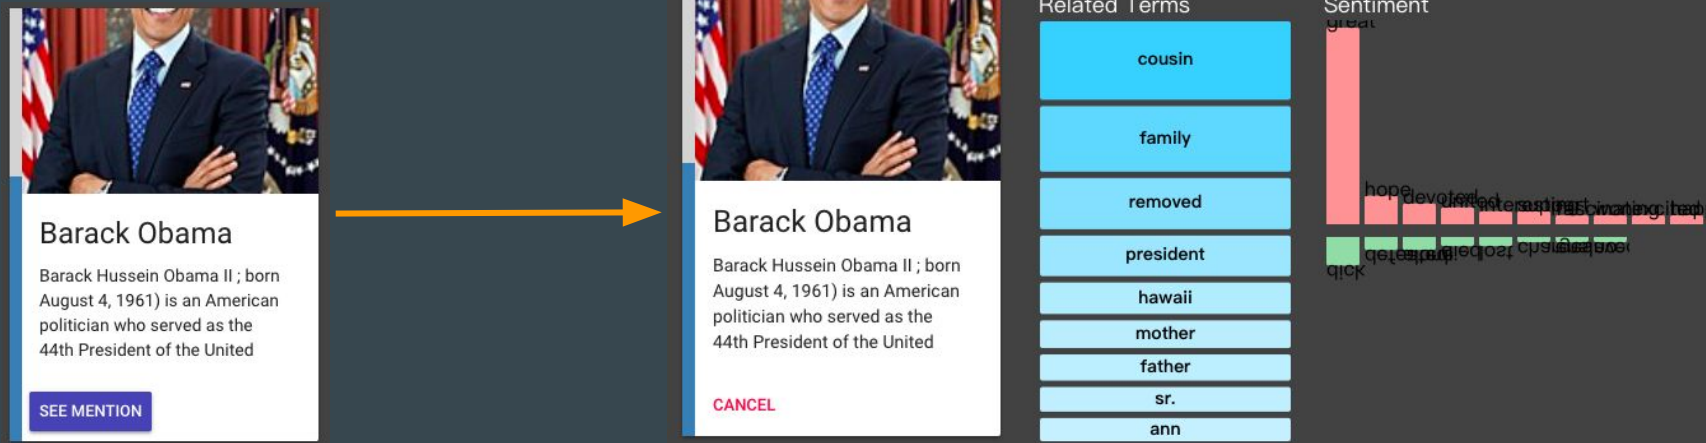 Barack Obama
Barack Hussein Obama II ; born
August 4, 1961) is an American
politician who served as the
44th President of the United
SEE MENTION
Barack Obama
Barack Hussein Obama II ; born
August 4, 1961) is an American
politician who served as the
44th President of the United
CANCEL
Related Terms
cousin
family
removed
president
hawaii
mother
father
sr.
ann
Sentiment
great
hope
devoted
dick
died
lost